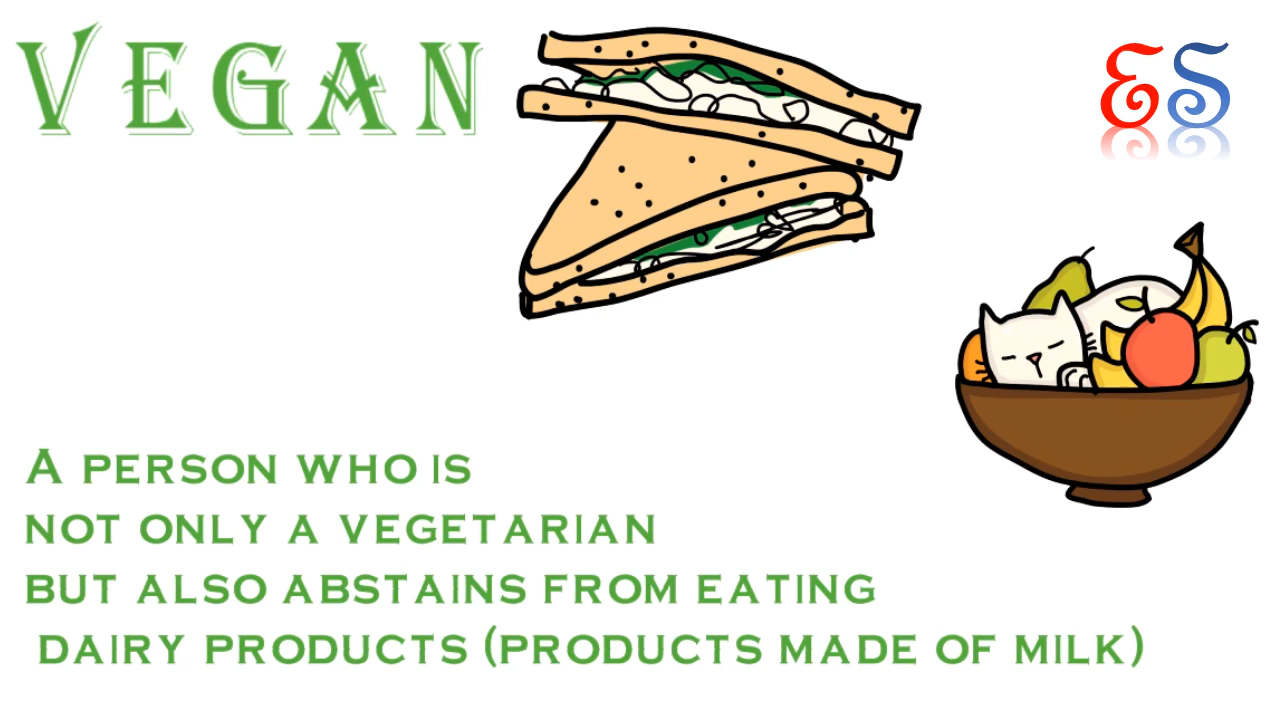 VEGAN
ES
A PERSON WHO IS
NOT ONLY A VEGETARIAN
BUT ALSO ABSTAINS FROM EATING
DAIRY PRODUCTS (PRODUCTS MADE OF MILK)